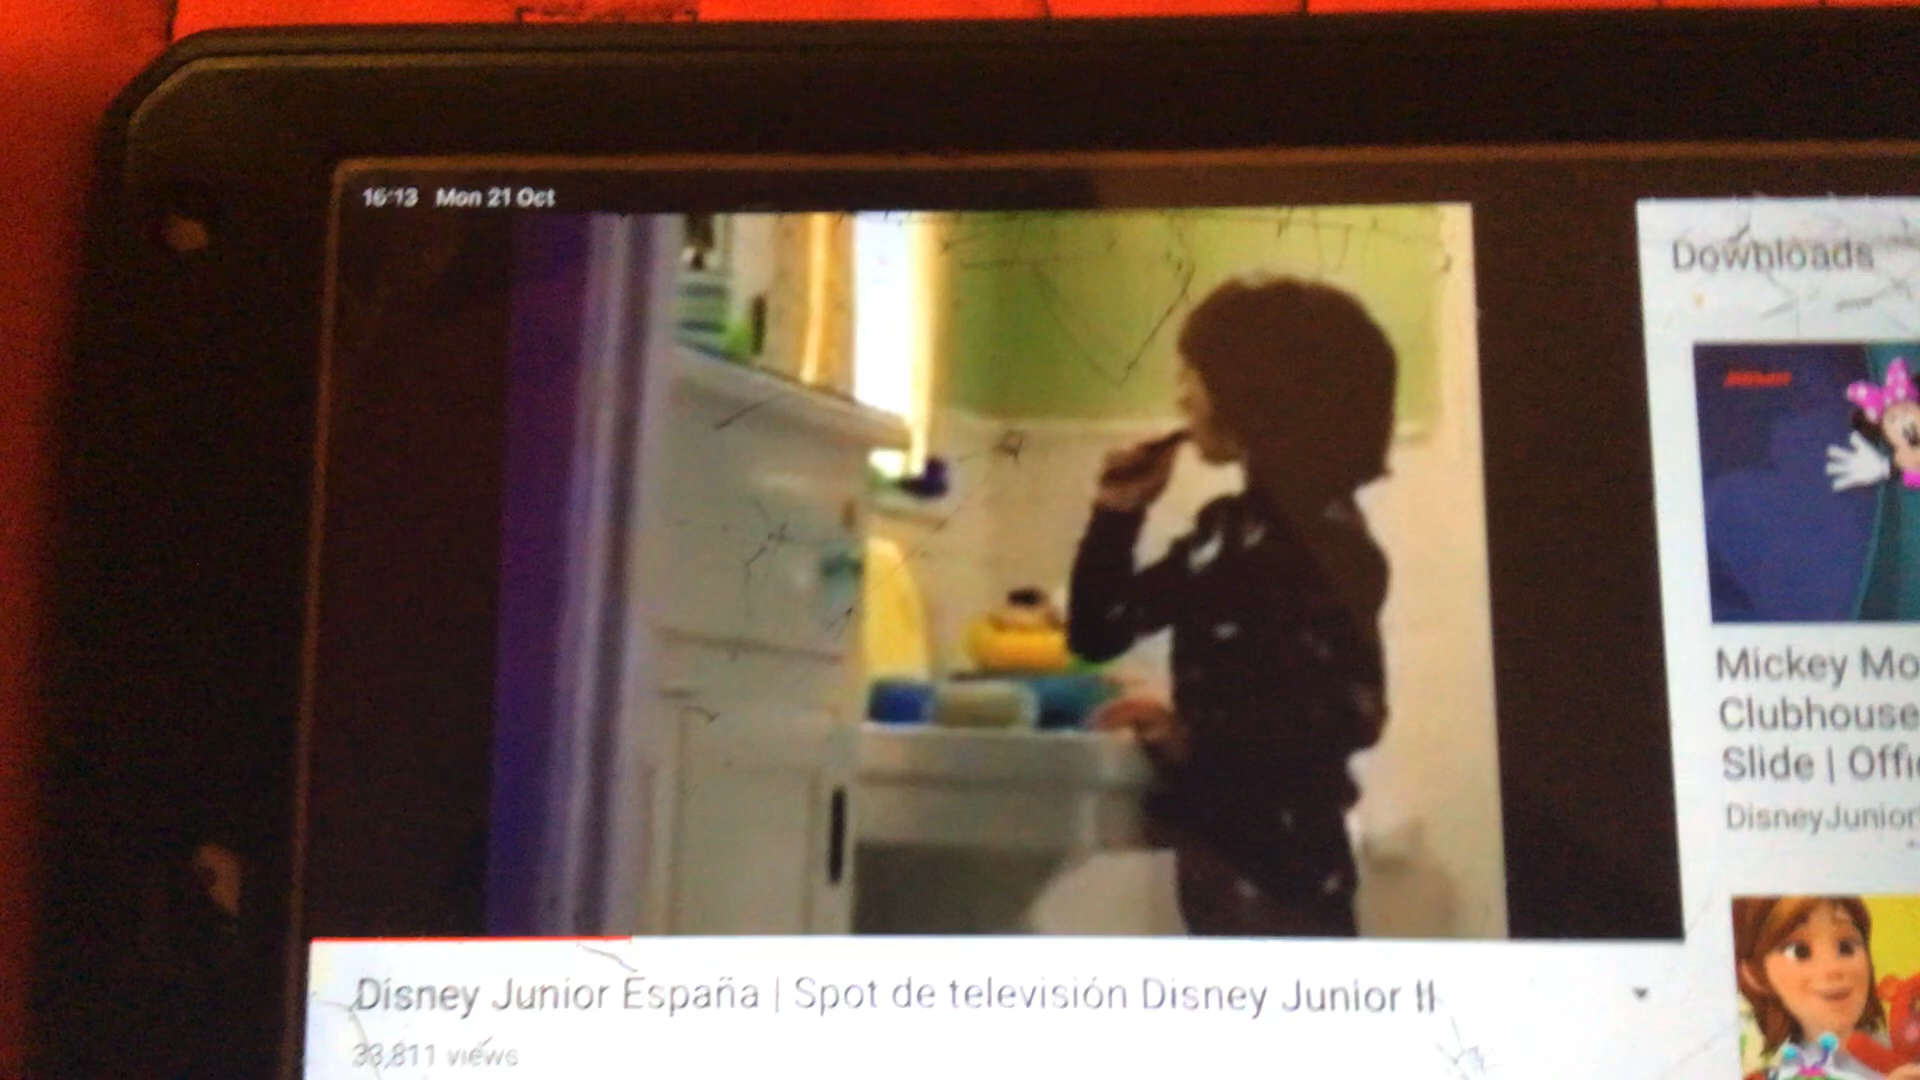 16:13 Mon 21 Oct
Downloads
Mickey Mo
Clubhouse
Slide | Offi
DisneyJunior
Disney Junior España | Spot de televisión Disney Junior II
33,811 views